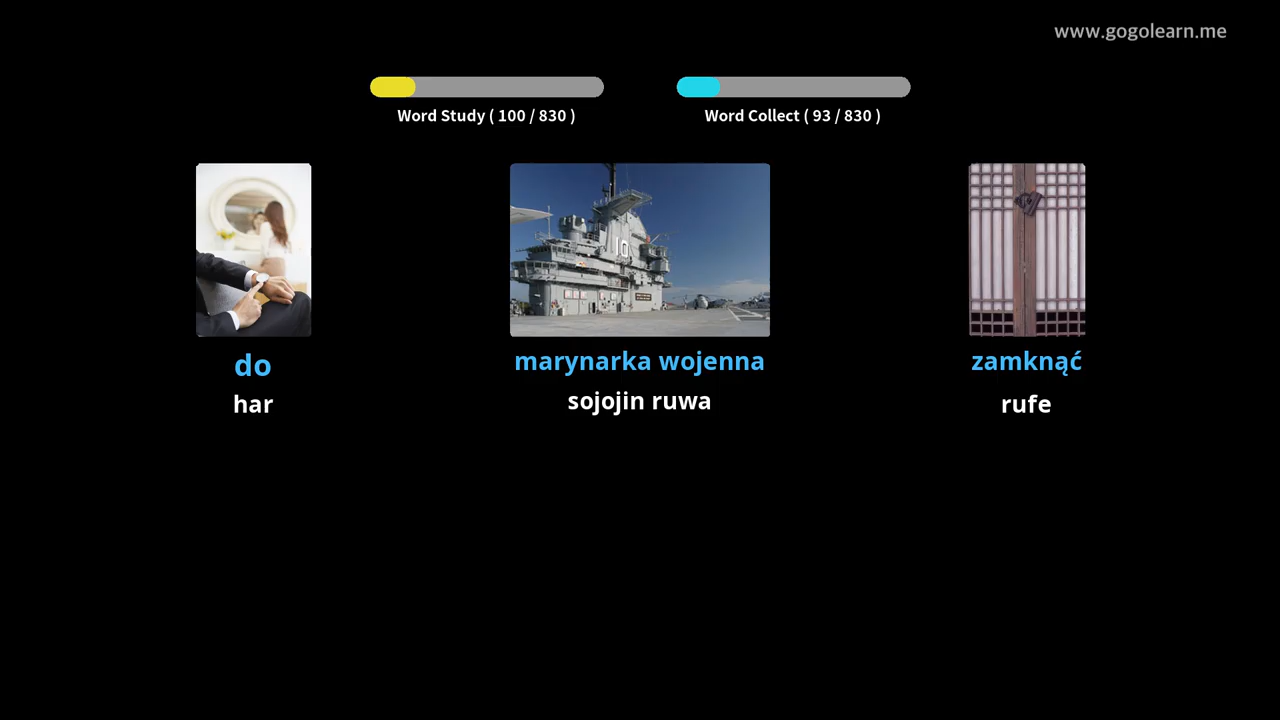 www.gogolearn.me
Word Study ( 100 / 830 )
Word Collect ( 93 / 830 )
10
do
marynarka wojenna
zamknąć
har
sojojin ruwa
rufe